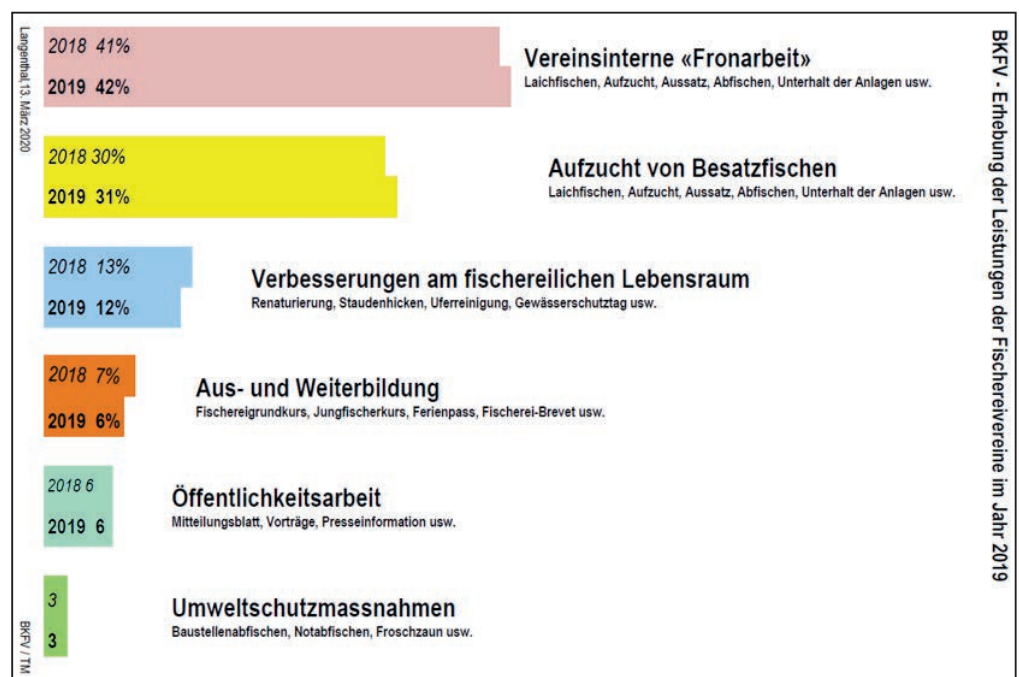 BKFV - Erhebung der Leistungen der Fischereivereine im Jahr 2019
Langenthal,13. März 2020
2018 41%
2019 42%
Vereinsinterne «Fronarbeit»
Laichfischen, Aufzucht, Aussatz, Abfischen, Unterhalt der Anlagen usw.
2018 30%
2019 31%
Aufzucht von Besatzfischen
Laichfischen, Aufzucht, Aussatz, Abfischen, Unterhalt der Anlagen usw.
2018 13%
2019 12%
Verbesserungen am fischereilichen Lebensraum
Renaturierung, Staudenhicken, Uferreinigung, Gewässerschutztag usw.
2018 7%
2019 6%
Aus- und Weiterbildung
Fischereigrundkurs, Jungfischerkurs, Ferienpass, Fischerei-Brevet usw.
2018 6
2019 6
Öffentlichkeitsarbeit
Mitteilungsblatt, Vorträge, Presseinformation usw.
3
3
Umweltschutzmassnahmen
Baustellenabfischen, Notabfischen, Froschzaun usw.
BKFV / TM